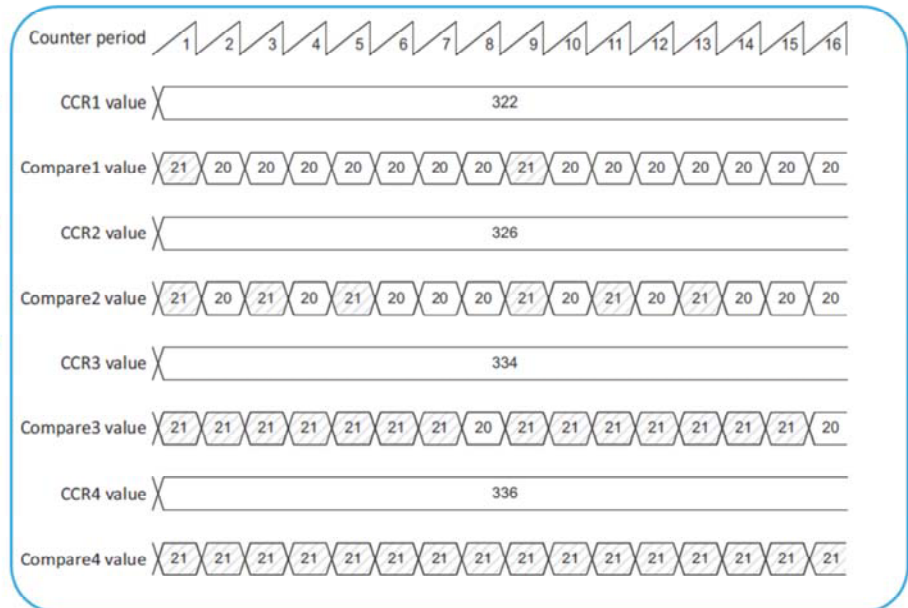 Counter period 1 2 3 4 5 6 7 8 9 10 11 12 13 14 15 16
CCR1 value 322
Compare1 value 21 20 20 20 20 20 20 20 21 20 20 20 20 20 20 20
CCR2 value 326
Compare2 value 21 20 21 20 21 20 20 20 21 20 21 20 21 20 20 20
CCR3 value 334
Compare3 value 21 21 21 21 21 21 21 20 21 21 21 21 21 21 21 20
CCR4 value 336
Compare4 value 21 21 21 21 21 21 21 21 21 21 21 21 21 21 21 21